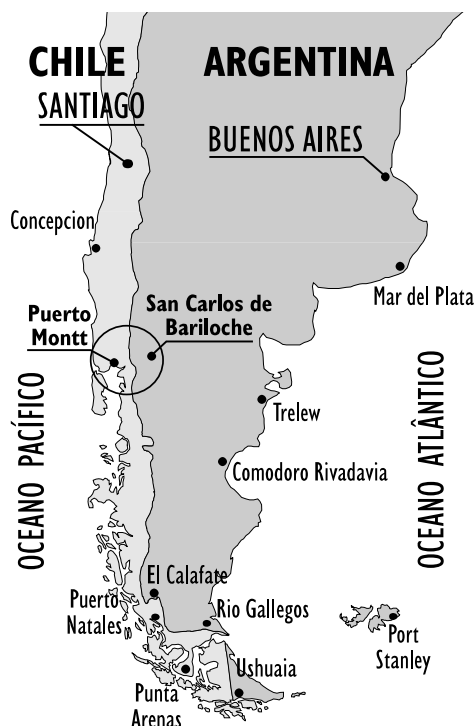 CHILE ARGENTINA
SANTIAGO
BUENOS AIRES
Concepcion
Mar del Plata
San Carlos de
Bariloche
Puerto
Montt
OCEANO PACÍFICO
OCEANO ATLÂNTICO
Trelew
Comodoro Rivadavia
El Calafate
Puerto
Natales
Rio Gallegos
Port
Stanley
Ushuaia
Punta
Arenas